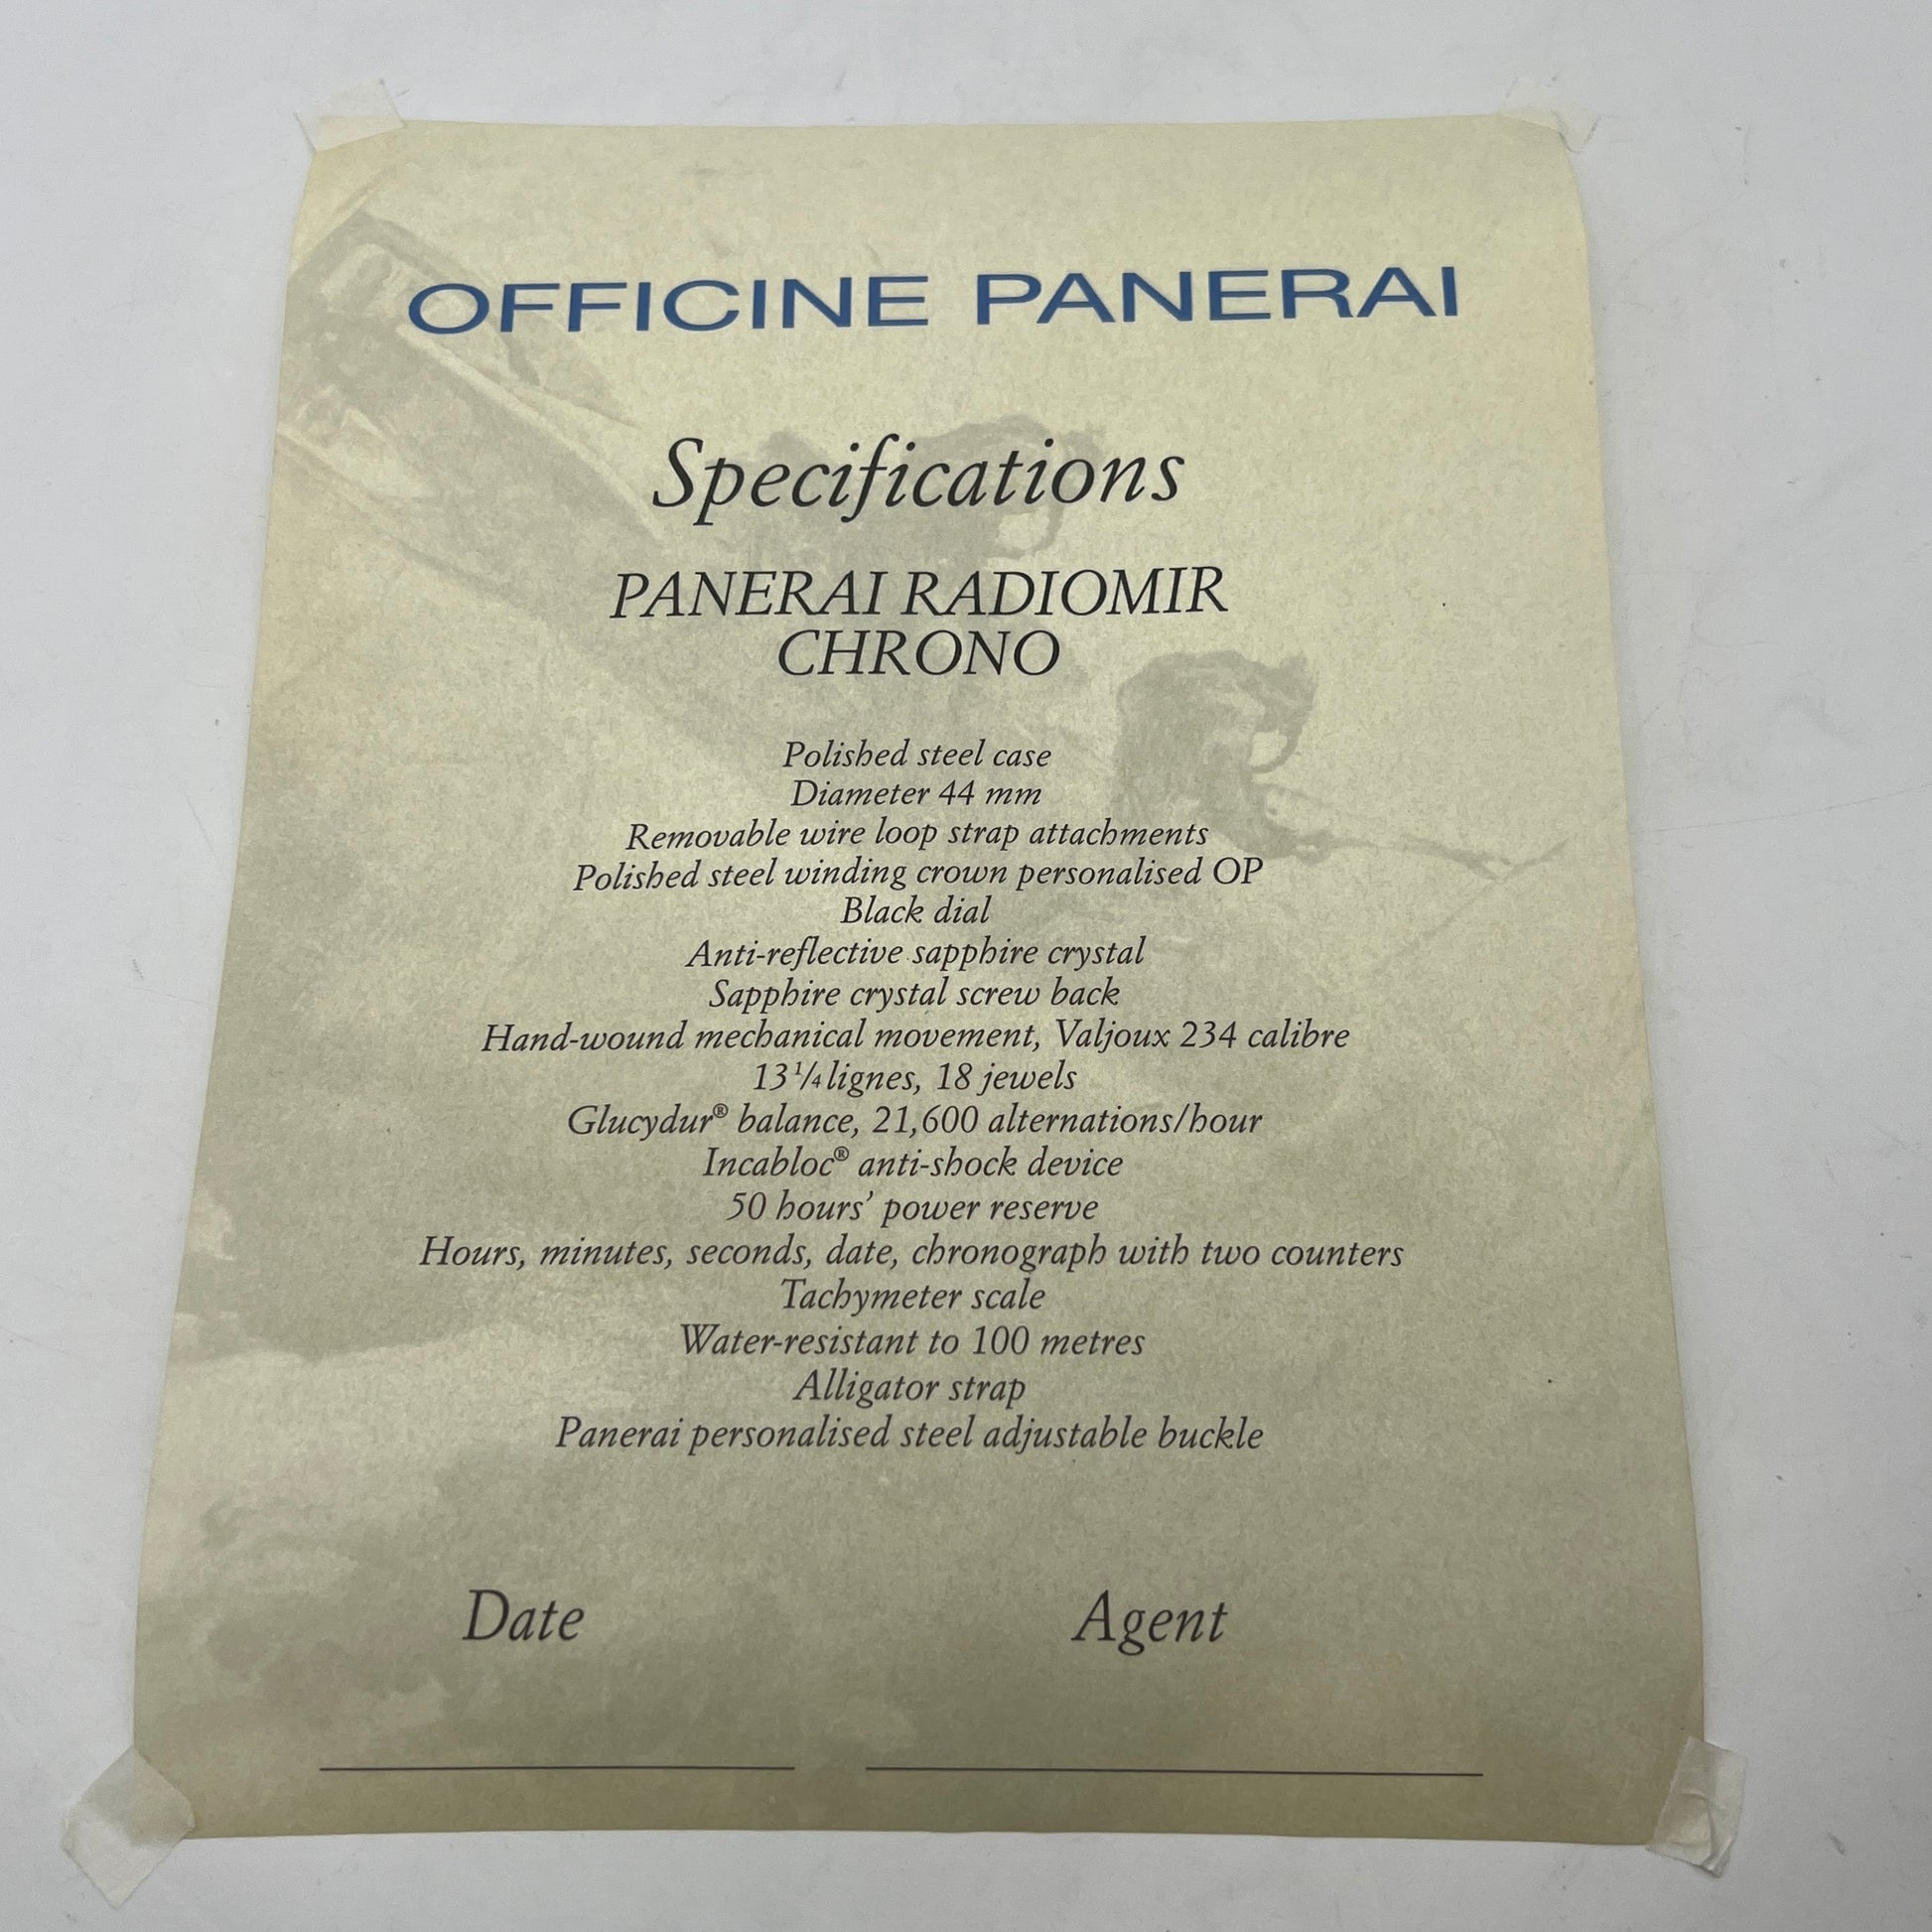 OFFICINE PANERAI
Specifications
PANERAI RADIOMIR
CHRONO
Polished steel case
Diameter 44 mm
Removable wire loop strap attachments
Polished steel winding crown personalised OP
Black dial
Anti-reflective sapphire crystal
Sapphire crystal screw back
Hand-wound mechanical movement, Valjoux 234 calibre
13 1/4 lignes, 18 jewels
Glucydur® balance, 21,600 alternations/hour
Incabloc® anti-shock device
50 hours’ power reserve
Hours, minutes, seconds, date, chronograph with two counters
Tachymeter scale
Water-resistant to 100 metres
Alligator strap
Panerai personalised steel adjustable buckle
Date Agent